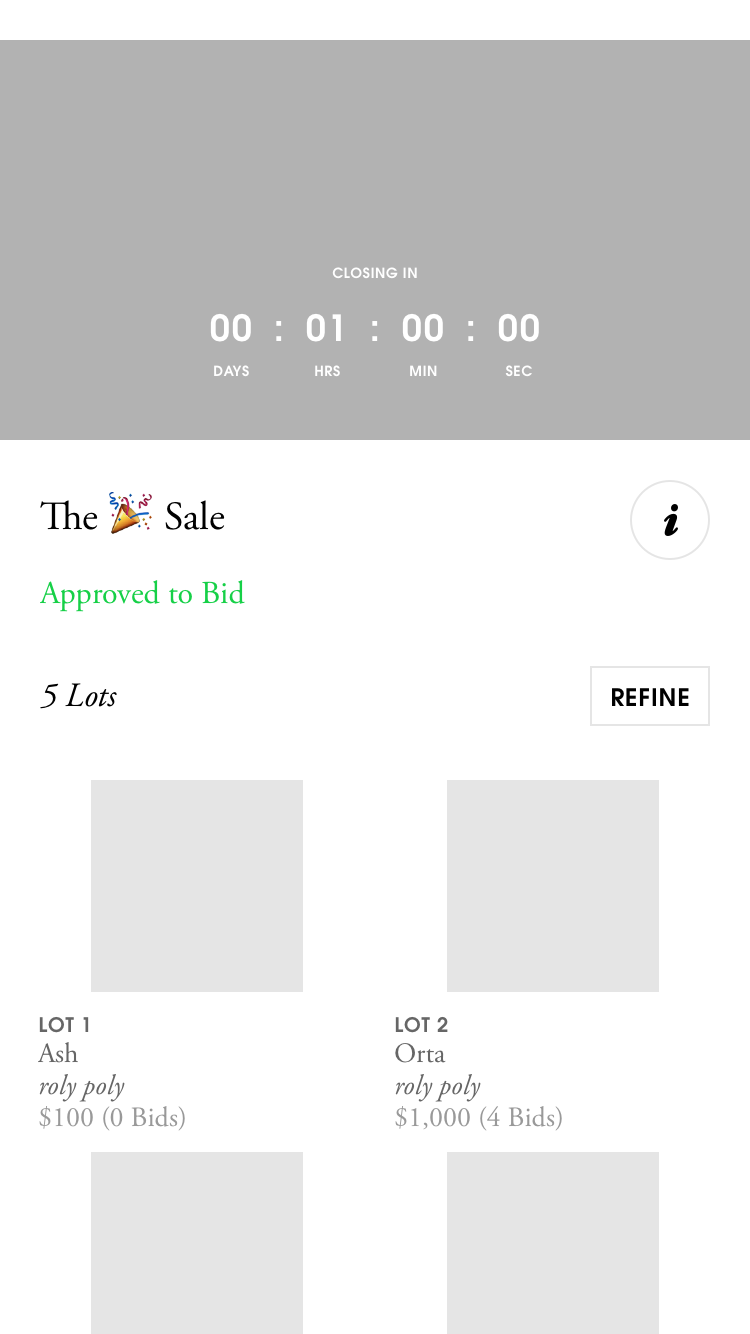 CLOSING IN
00 : 01 : 00 : 00
DAYS HRS MIN SEC
The 🎉 Sale
i
Approved to Bid
5 Lots
REFINE
LOT 1
Ash
roly poly
$100 (0 Bids)
LOT 2
Orta
roly poly
$1,000 (4 Bids)